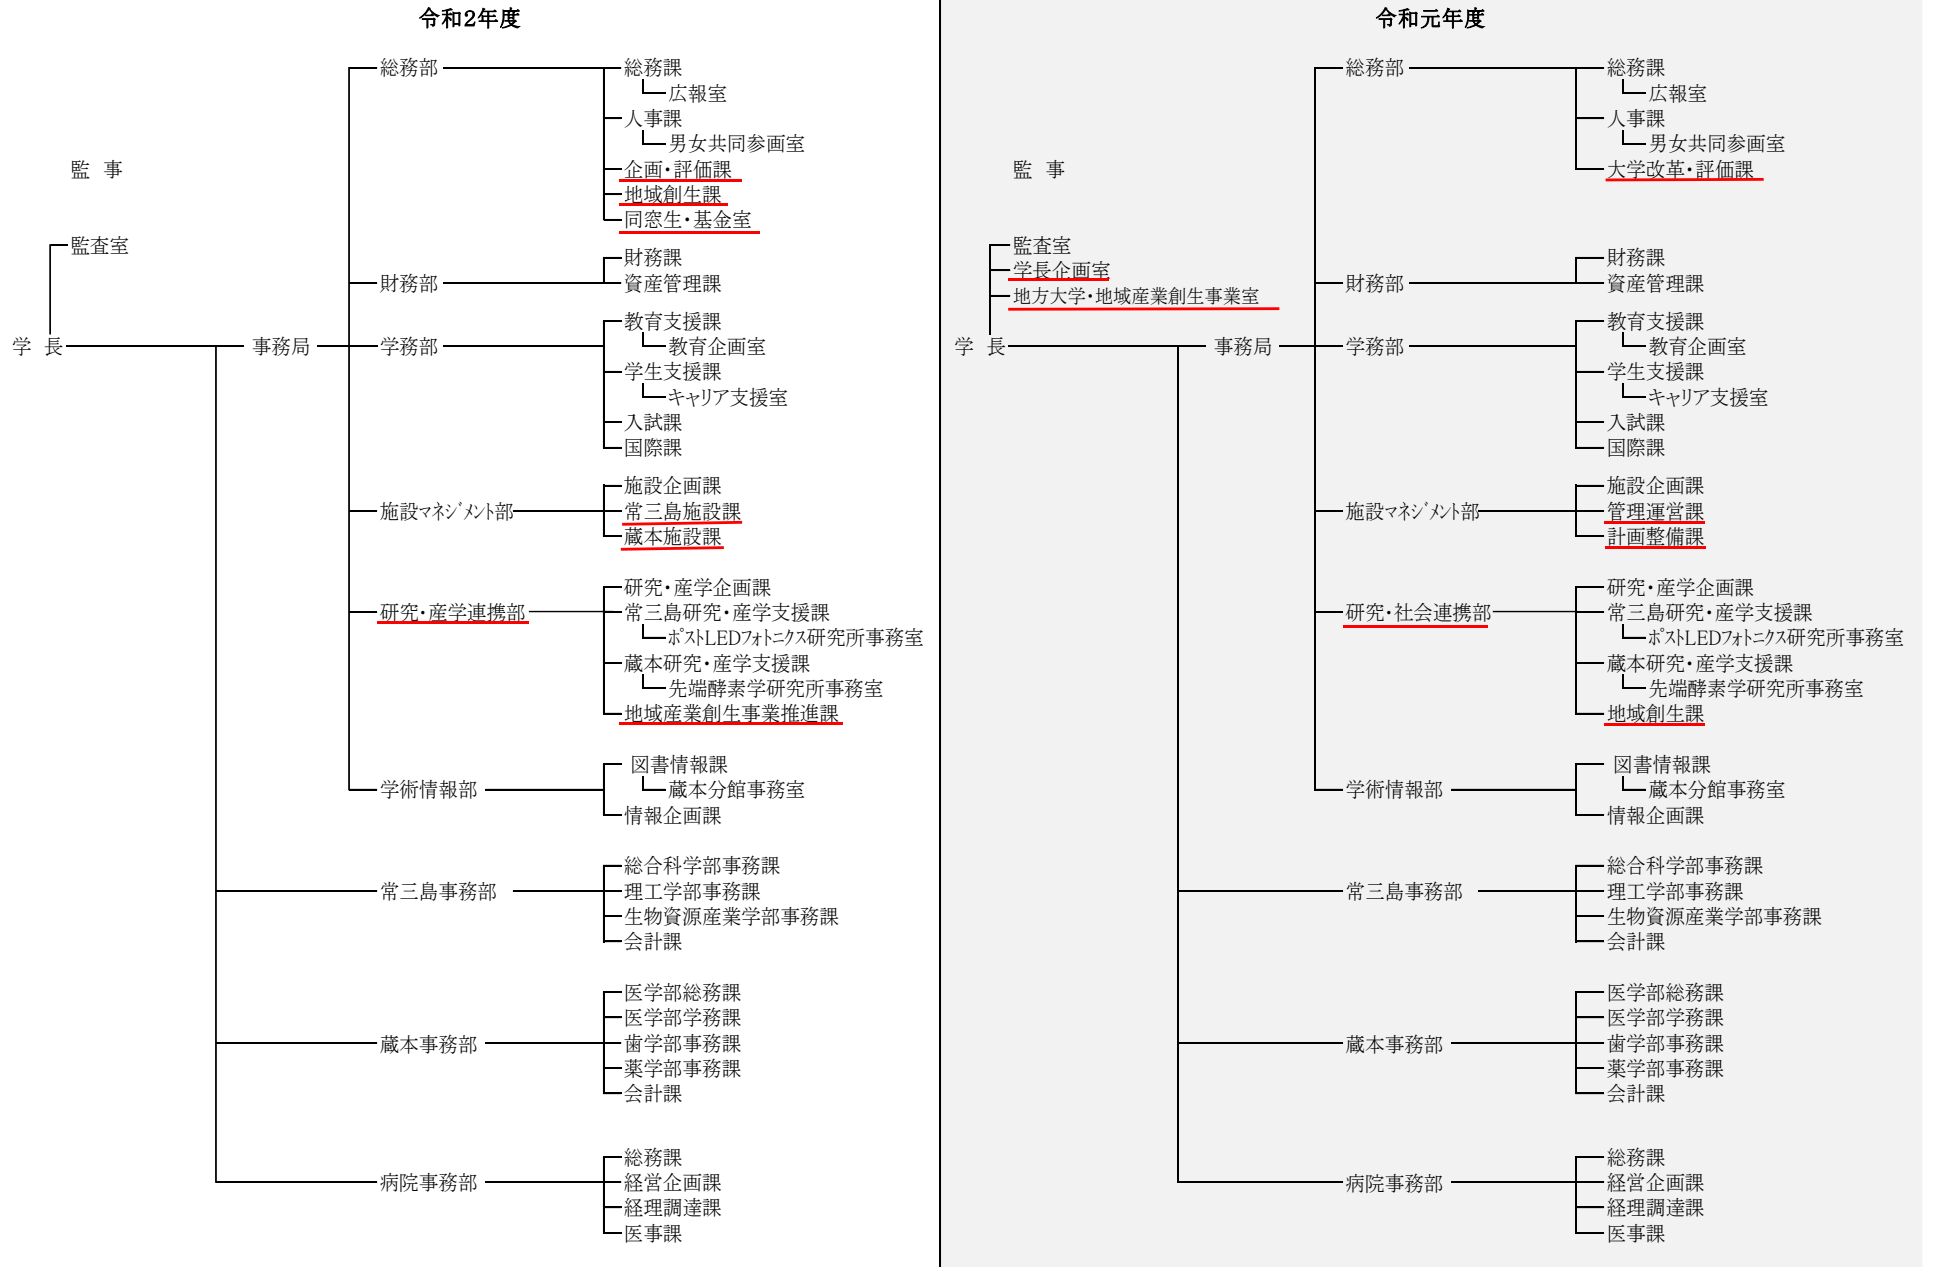 令和2年度
総務部
総務課
広報室
人事課
男女共同参画室
監 事
企画・評価課
地域創生課
同窓生・基金室
監査室
財務課
財務部
資産管理課
教育支援課
学 長
事務局
学務部
教育企画室
学生支援課
キャリア支援室
入試課
国際課
施設企画課
施設マネジメント部
常三島施設課
蔵本施設課
研究・産学企画課
研究・産学連携部
常三島研究・産学支援課
ポストLEDフォトニクス研究所事務室
蔵本研究・産学支援課
先端酵素学研究所事務室
地域産業創生事業推進課
図書情報課
学術情報部
蔵本分館事務室
情報企画課
総合科学部事務課
常三島事務部
理工学部事務課
生物資源産業学部事務課
会計課
医学部総務課
医学部学務課
蔵本事務部
歯学部事務課
薬学部事務課
会計課
総務課
病院事務部
経営企画課
経理調達課
医事課
令和元年度
総務部
総務課
広報室
人事課
男女共同参画室
監 事
大学改革・評価課
監査室
財務課
学長企画室
財務部
資産管理課
地方大学・地域産業創生事業室
教育支援課
学 長
事務局
学務部
教育企画室
学生支援課
キャリア支援室
入試課
国際課
施設企画課
施設マネジメント部
管理運営課
計画整備課
研究・産学企画課
研究・社会連携部
常三島研究・産学支援課
ポストLEDフォトニクス研究所事務室
蔵本研究・産学支援課
先端酵素学研究所事務室
地域創生課
図書情報課
学術情報部
蔵本分館事務室
情報企画課
総合科学部事務課
常三島事務部
理工学部事務課
生物資源産業学部事務課
会計課
医学部総務課
医学部学務課
蔵本事務部
歯学部事務課
薬学部事務課
会計課
総務課
病院事務部
経営企画課
経理調達課
医事課